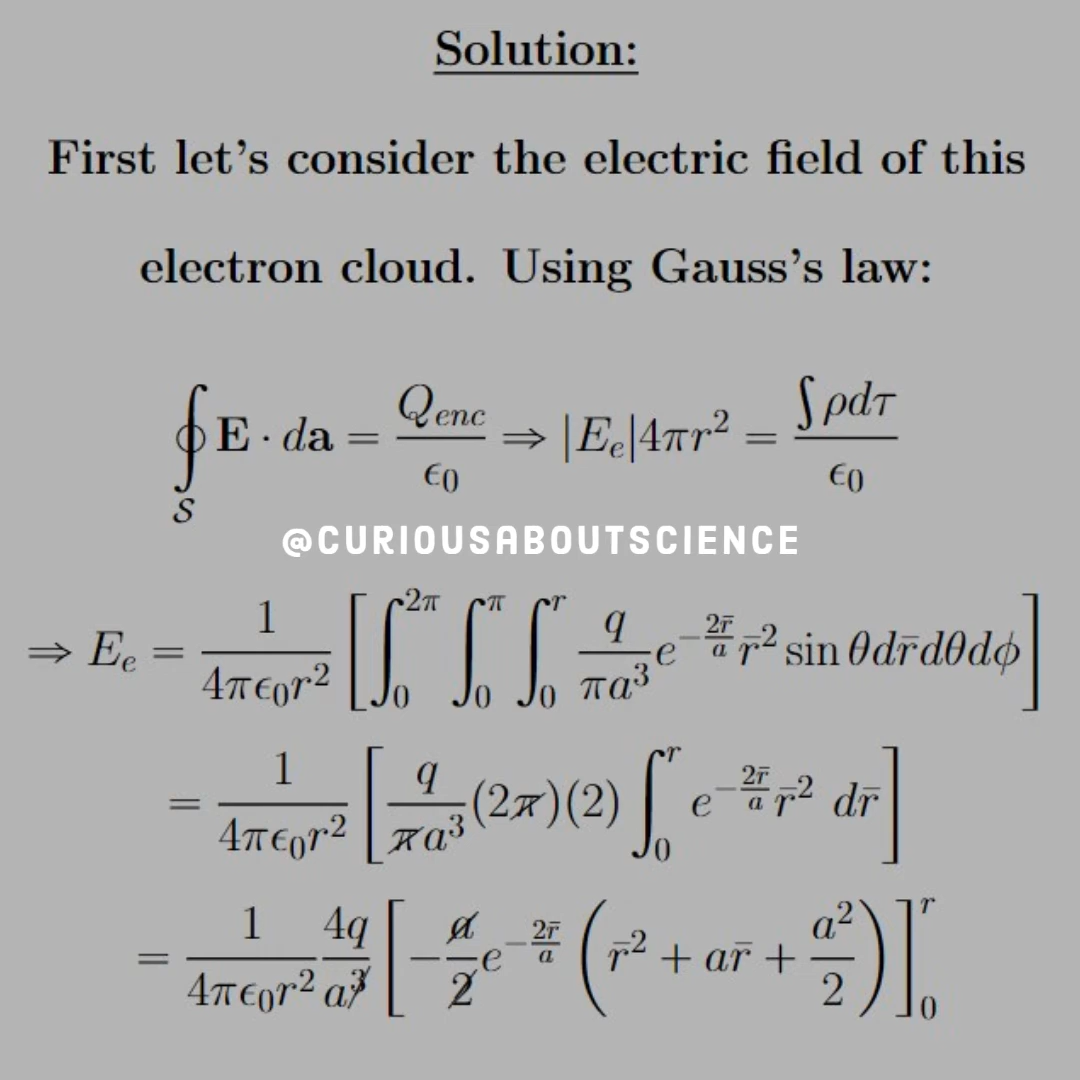 Solution:
First let's consider the electric field of this
electron cloud. Using Gauss's law:
∮_S E · da = Q_enc/ϵ₀ ⇒ |E_e|4πr² = ∫ρdτ/ϵ₀
@CURIOUSABOUTSCIENCE
⇒ E_e = 1/(4πϵ₀r²) [∫₀^{2π} ∫₀^π ∫₀^r q/(πa³) e^{-2r̄/a} r̄² sin θ dr̄ dθ dϕ]
= 1/(4πϵ₀r²) [q/(πa³) (2π)(2) ∫₀^r e^{-2r̄/a} r̄² dr̄]
= 1/(4πϵ₀r²) 4q/a³ [-a/2 e^{-2r̄/a} (r̄² + ar̄ + a²/2)]₀^r